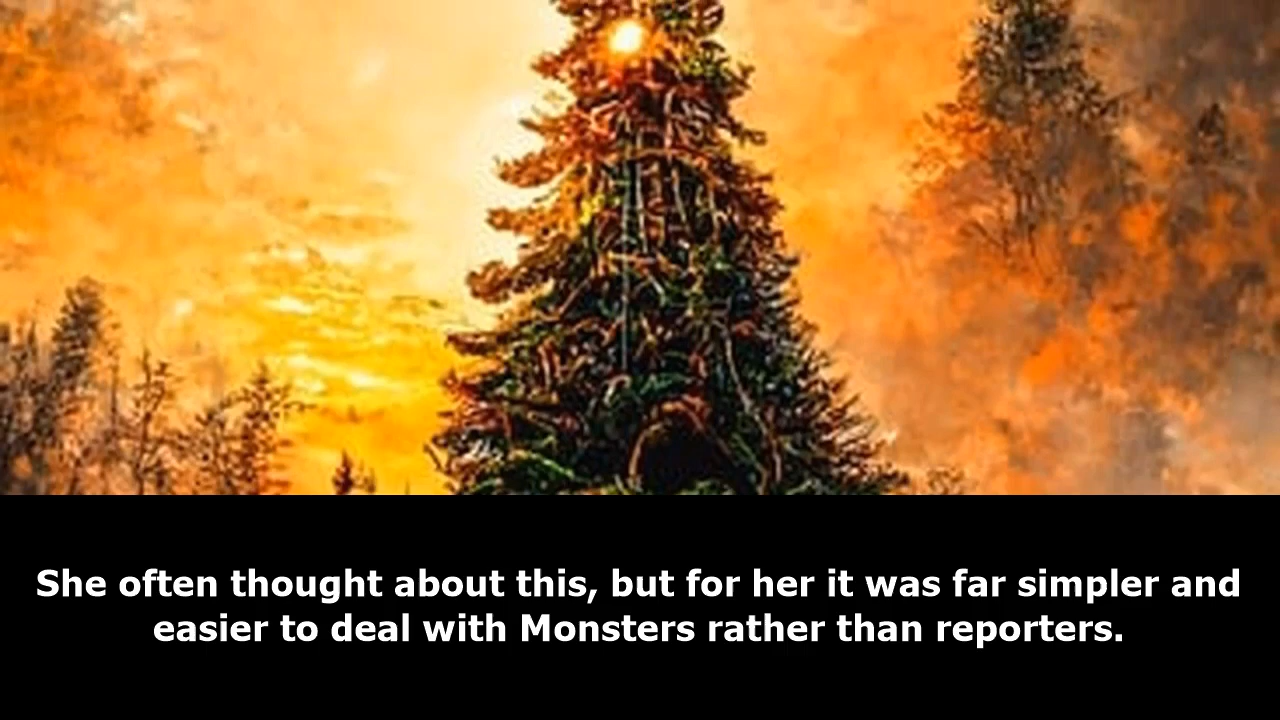 She often thought about this, but for her it was far simpler and
easier to deal with Monsters rather than reporters.